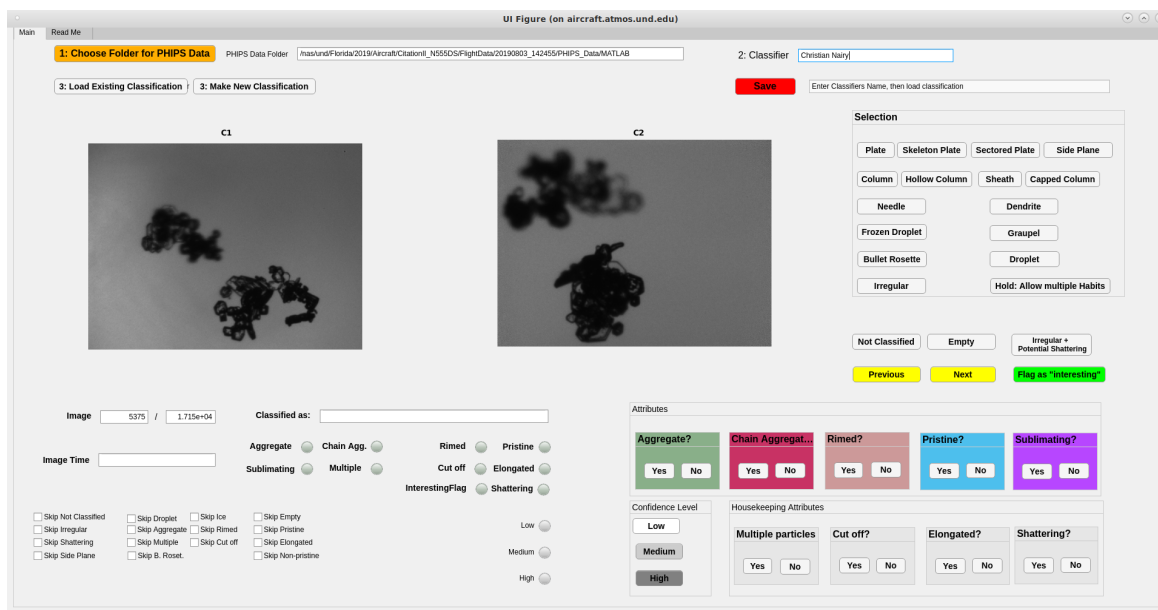 UI Figure (on aircraft.atmos.und.edu)
Main Read Me
1: Choose Folder for PHIPS Data PHIPS Data Folder /nas/und/Florida/2019/Aircraft/CitationII_N555DS/FlightData/20190803_142455/PHIPS_Data/MATLAB 2: Classifier Christian Nairy
3: Load Existing Classification 3: Make New Classification Save Enter Classifiers Name, then load classification
Selection
C1 C2
Plate Skeleton Plate Sectored Plate Side Plane
Column Hollow Column Sheath Capped Column
Needle Dendrite
Frozen Droplet Graupel
Bullet Rosette Droplet
Irregular Hold: Allow multiple Habits
Not Classified Empty Irregular +
Potential Shattering
Previous Next Flag as "interesting"
Image 5375 / 1.715e+04 Classified as:
Image Time
Aggregate Chain Agg. Rimed Pristine
Sublimating Multiple Cut off Elongated
InterestingFlag Shattering
Attributes
Aggregate? Chain Aggregat... Rimed? Pristine? Sublimating?
Yes No Yes No Yes No Yes No Yes No
Skip Not Classified Skip Droplet Skip Ice Skip Empty
Skip Irregular Skip Aggregate Skip Rimed Skip Pristine
Skip Shattering Skip Multiple Skip Cut off Skip Elongated
Skip Side Plane Skip B. Roset. Skip Non-pristine
Low
Medium
High
Confidence Level
Low
Medium
High
Housekeeping Attributes
Multiple particles Cut off? Elongated? Shattering?
Yes No Yes No Yes No Yes No